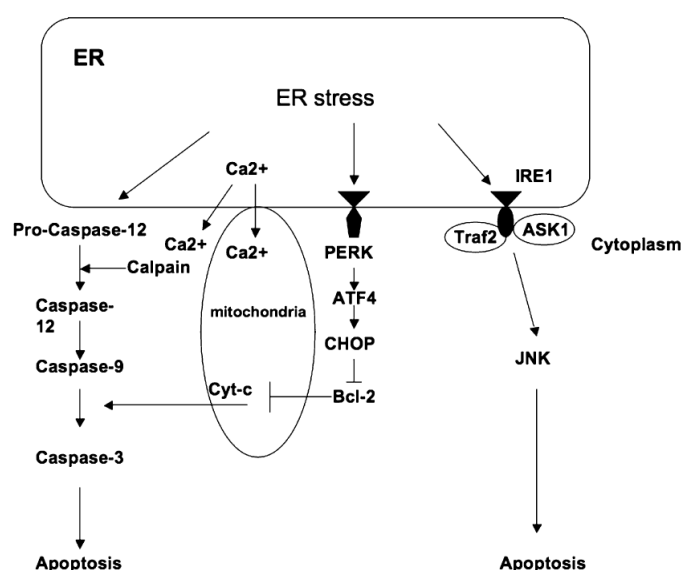 ER
ER stress
Ca2+
IRE1
Pro-Caspase-12
Ca2+
Ca2+
PERK
Traf2
ASK1
Cytoplasm
Calpain
ATF4
Caspase-
12
mitochondria
CHOP
Caspase-9
JNK
Cyt-c
Bcl-2
Caspase-3
Apoptosis
Apoptosis